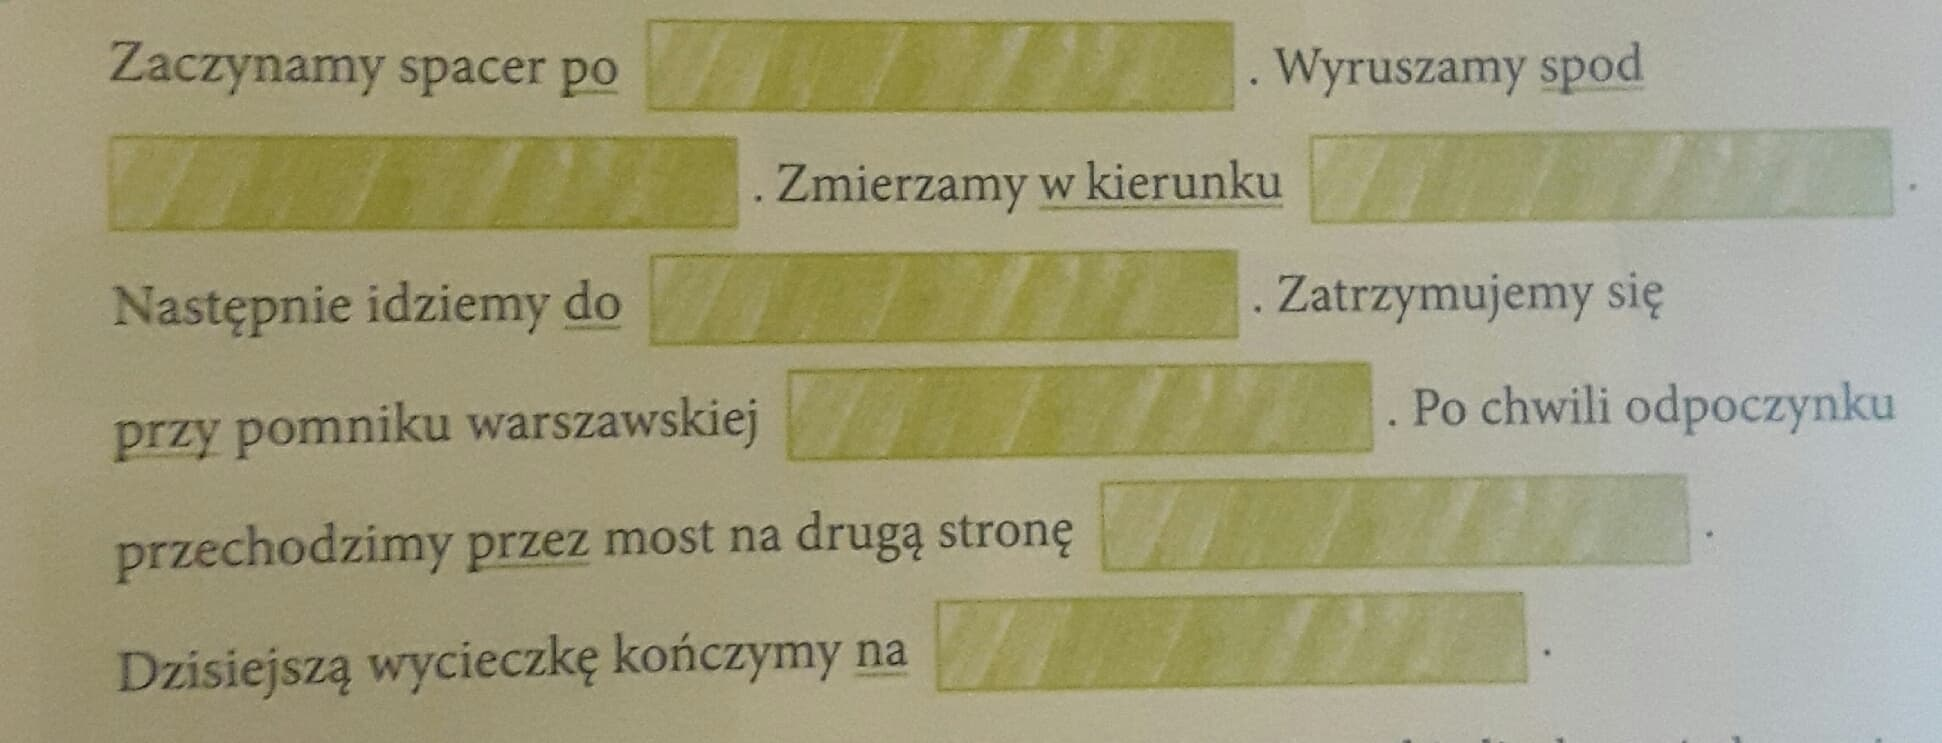 Zaczynamy spacer po . Wyruszamy spod
. Zmierzamy w kierunku .
Następnie idziemy do . Zatrzymujemy się
przy pomniku warszawskiej . Po chwili odpoczynku
przechodzimy przez most na drugą stronę .
Dzisiejszą wycieczkę kończymy na .